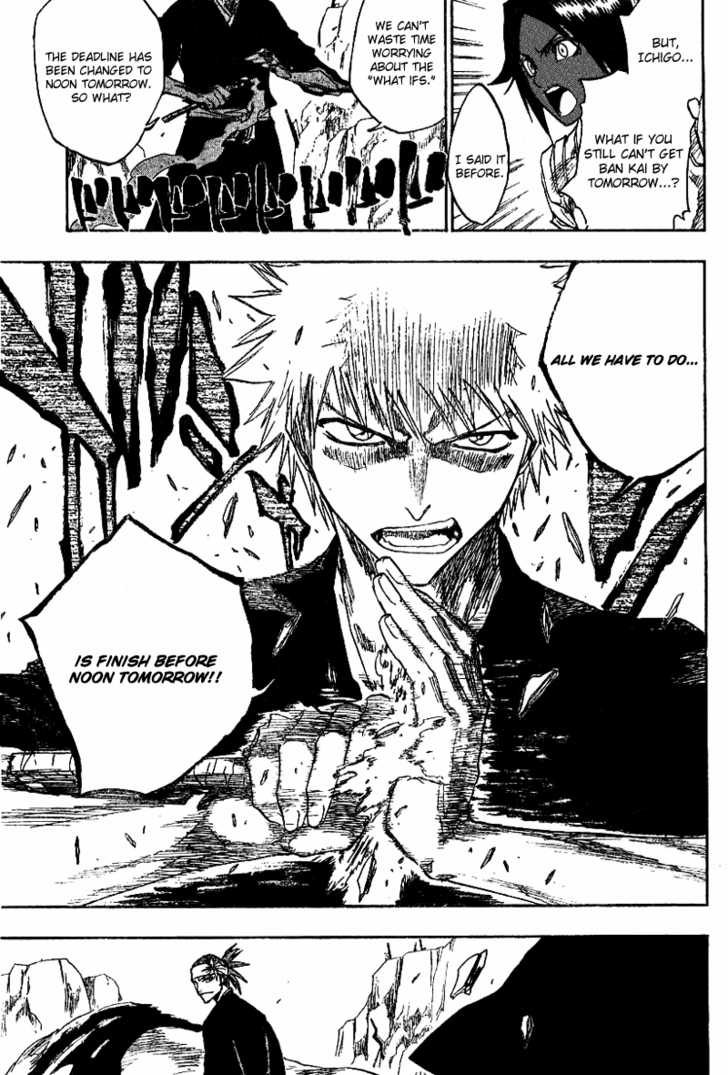 BUT,
ICHIGO...
WHAT IF YOU
STILL CAN'T GET
BAN KAI BY
TOMORROW...?
I SAID IT
BEFORE.
WE CAN'T
WASTE TIME
WORRYING
ABOUT THE
"WHAT IFS."
THE DEADLINE HAS
BEEN CHANGED TO
NOON TOMORROW.
SO WHAT?
ALL WE HAVE TO DO...
IS FINISH BEFORE
NOON TOMORROW!!